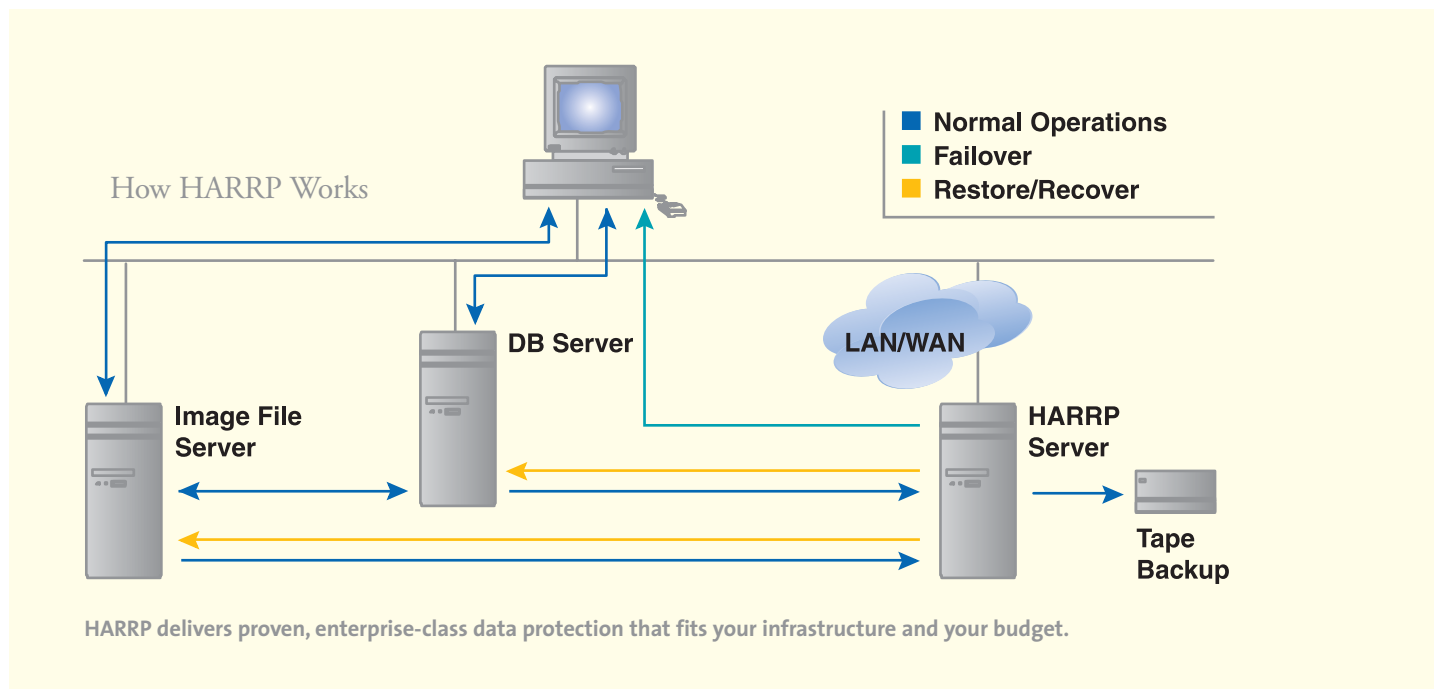 How HARRP Works
Normal Operations
Failover
Restore/Recover
DB Server
LAN/WAN
Image File
Server
HARRP
Server
Tape
Backup
HARRP delivers proven, enterprise-class data protection that fits your infrastructure and your budget.